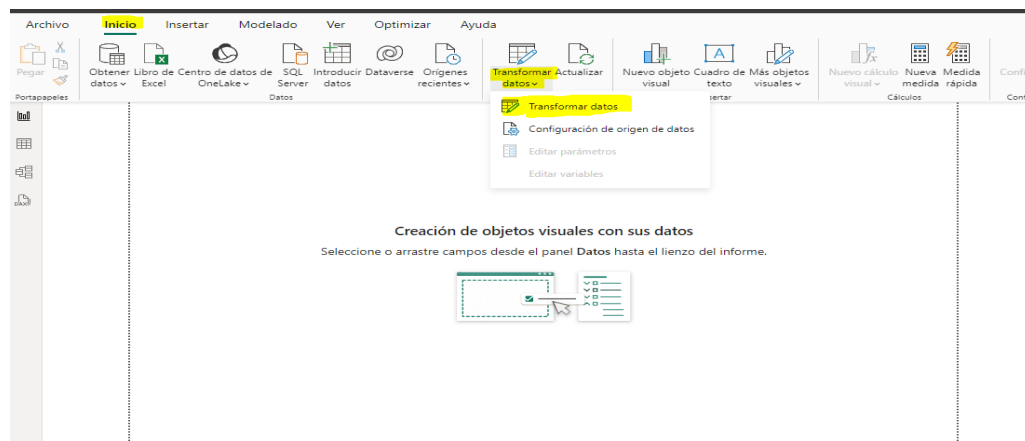 Archivo Inicio Insertar Modelado Ver Optimizar Ayuda
Pegar
Obtener datos
Libro de Excel
Centro de datos de OneLake
SQL Server
Introducir datos
Dataverse
Orígenes recientes
Transformar datos
Actualizar
Nuevo objeto visual
Cuadro de texto
Más objetos visuales
Nuevo cálculo visual
Nueva medida
Medida rápida
Portapapeles
Datos
Cálculos
Transformar datos
Configuración de origen de datos
Editar parámetros
Editar variables
Creación de objetos visuales con sus datos
Seleccione o arrastre campos desde el panel Datos hasta el lienzo del informe.